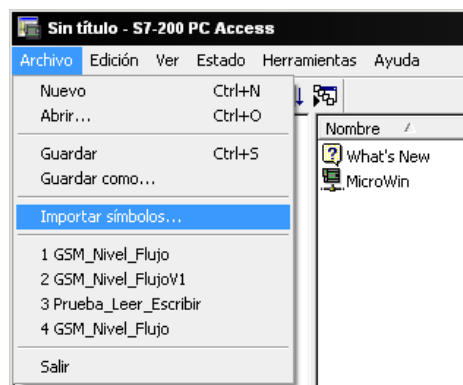 Sin título - S7-200 PC Access
Archivo Edición Ver Estado Herramientas Ayuda
Nuevo Ctrl+N
Abrir... Ctrl+O
Guardar Ctrl+S
Guardar como...
Importar símbolos...
1 GSM_Nivel_Flujo
2 GSM_Nivel_FlujoV1
3 Prueba_Leer_Escribir
4 GSM_Nivel_Flujo
Salir
Nombre
What's New
MicroWin